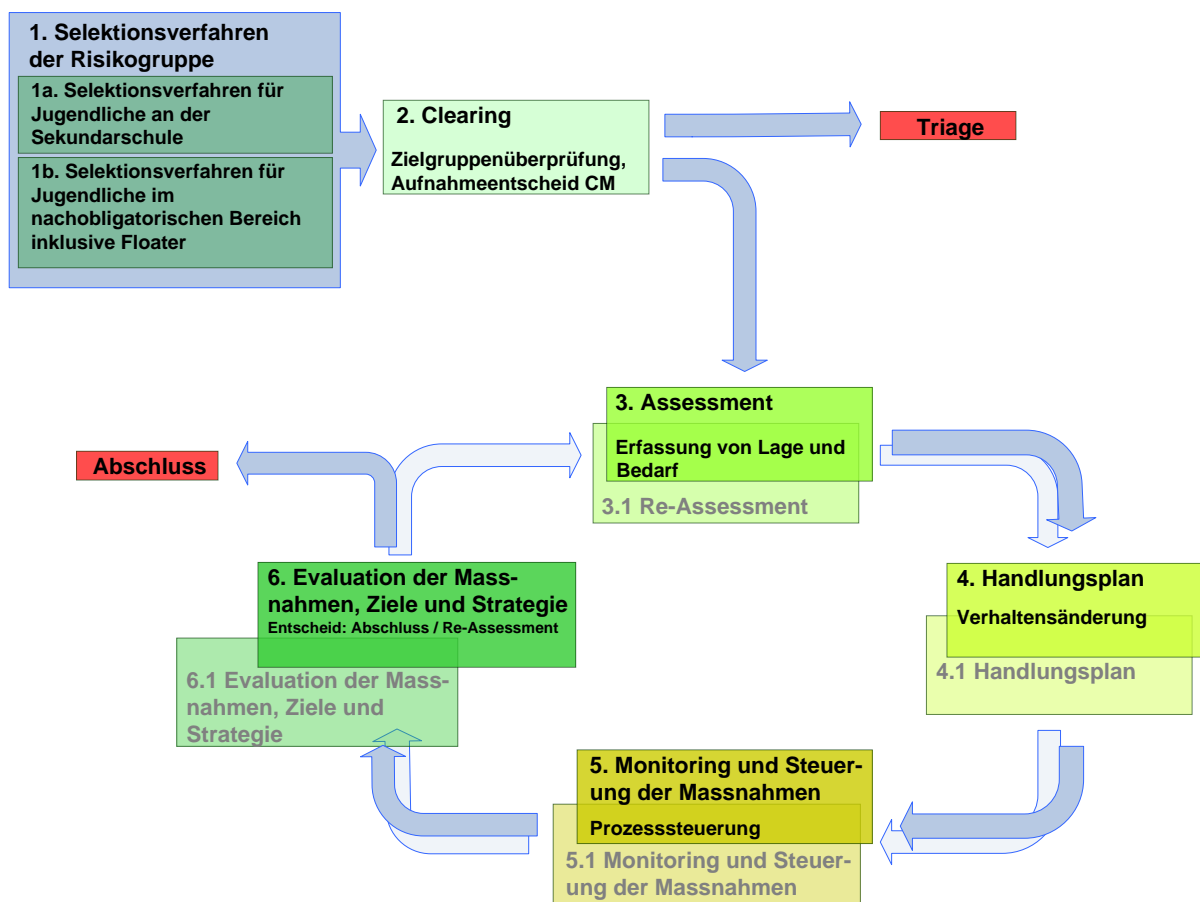 1. Selektionsverfahren
der Risikogruppe
1a. Selektionsverfahren für
Jugendliche an der
Sekundarschule
1b. Selektionsverfahren für
Jugendliche im
nachobligatorischen Bereich
inklusive Floater
2. Clearing
Zielgruppenüberprüfung,
Aufnahmeentscheid CM
Triage
3. Assessment
Erfassung von Lage und
Bedarf
3.1 Re-Assessment
Abschluss
4. Handlungsplan
Verhaltensänderung
4.1 Handlungsplan
5. Monitoring und Steuer-
ung der Massnahmen
Prozesssteuerung
5.1 Monitoring und Steuer-
ung der Massnahmen
6. Evaluation der Mass-
nahmen, Ziele und Strategie
Entscheid: Abschluss / Re-Assessment
6.1 Evaluation der Mass-
nahmen, Ziele und
Strategie